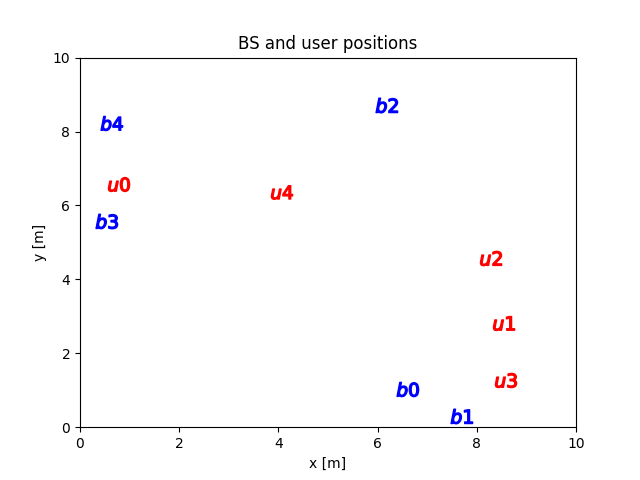 BS and user positions
10
b2
b4
8
u0
u4
6
b3
y [m]
u2
4
u1
2
u3
b0
b1
0
0 2 4 6 8 10
x [m]